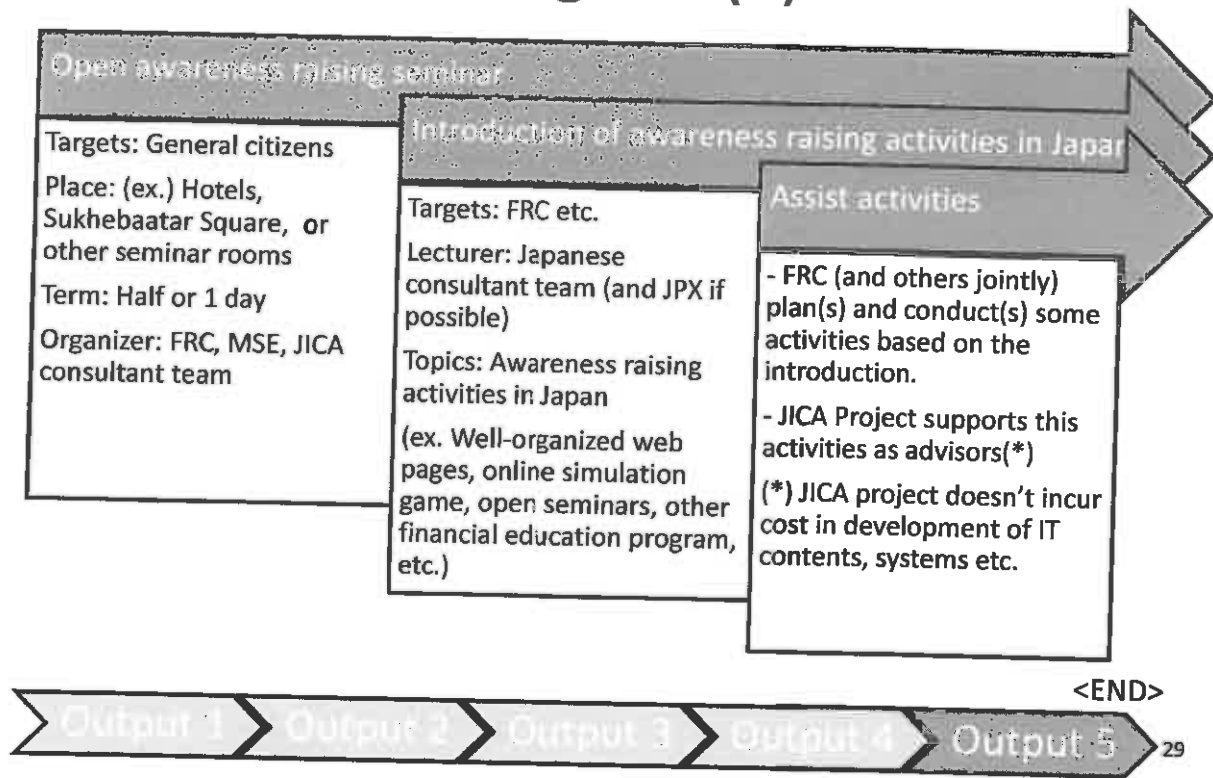 Open awareness raising seminar
Targets: General citizens
Place: (ex.) Hotels,
Sukhebaatar Square, or
other seminar rooms
Term: Half or 1 day
Organizer: FRC, MSE, JICA
consultant team
Introduction of awareness raising activities in Japan
Targets: FRC etc.
Lecturer: Japanese
consultant team (and JPX if
possible)
Topics: Awareness raising
activities in Japan
(ex. Well-organized web
pages, online simulation
game, open seminars, other
financial education program,
etc.)
Assist activities
- FRC (and others jointly)
plan(s) and conduct(s) some
activities based on the
introduction.
- JICA Project supports this
activities as advisors(*)
(*) JICA project doesn't incur
cost in development of IT
contents, systems etc.
<END>
Output 1 Output 2 Output 3 Output 4 Output 5
29